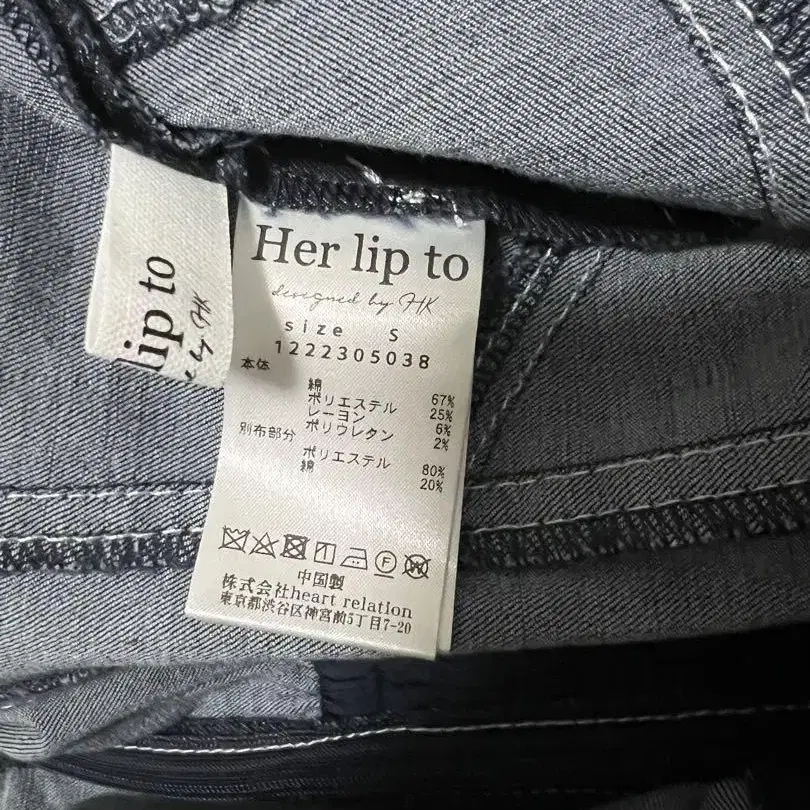 Her lip to
designed by HK
size S
1222305038
本体
綿 67%
ポリエステル 25%
レーヨン 6%
ポリウレタン 2%
別布部分
ポリエステル 80%
綿 20%
中国製
株式会社heart relation
東京都渋谷区神宮前5丁目7-20
lip to
by HK